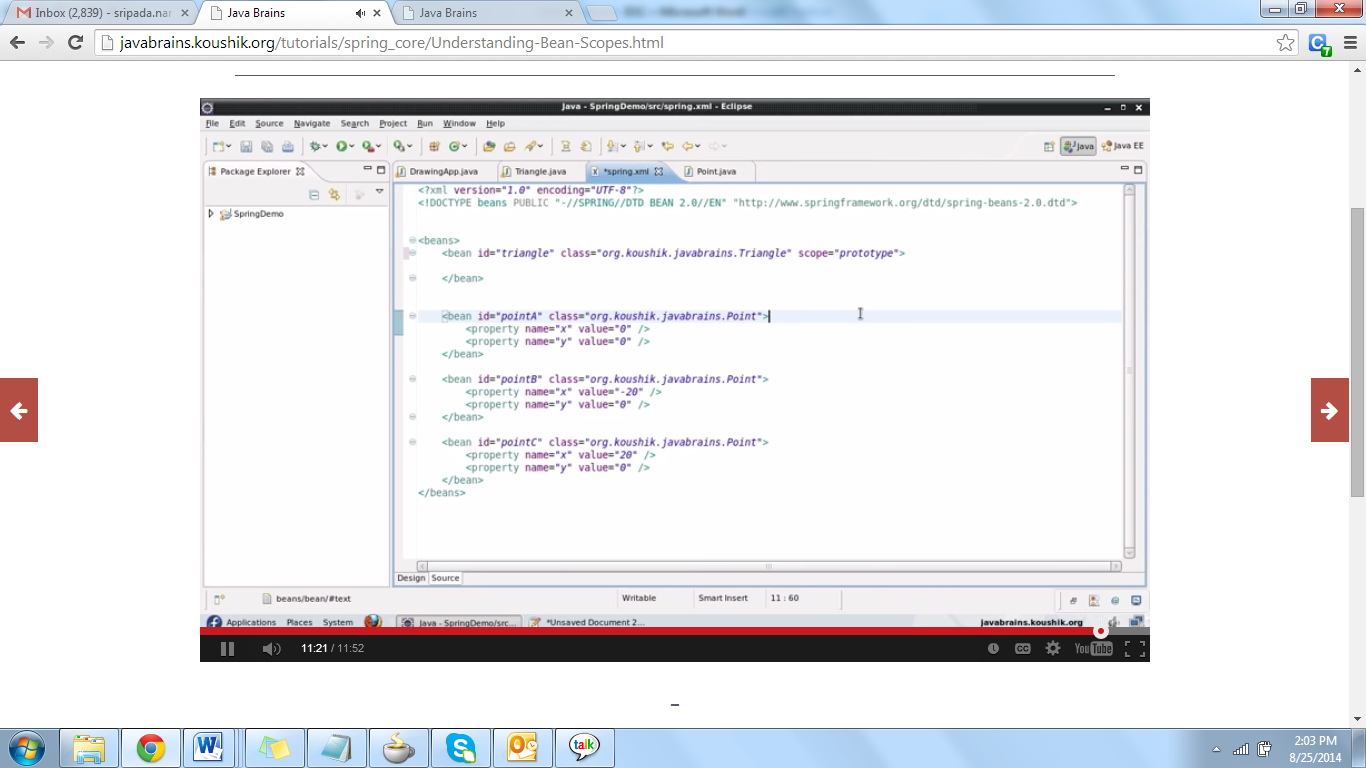 Inbox (2,839) - sripada.nar
Java Brains
Java Brains
javabrains.koushik.org/tutorials/spring_core/Understanding-Bean-Scopes.html
7
Java - SpringDemo/src/spring.xml - Eclipse
File Edit Source Navigate Search Project Run Window Help
Java Java EE
Package Explorer
DrawingApp.java Triangle.java *spring.xml Point.java
SpringDemo
<?xml version="1.0" encoding="UTF-8"?>
<!DOCTYPE beans PUBLIC "-//SPRING//DTD BEAN 2.0//EN" "http://www.springframework.org/dtd/spring-beans-2.0.dtd">
<beans>
<bean id="triangle" class="org.koushik.javabrains.Triangle" scope="prototype">
</bean>
<bean id="pointA" class="org.koushik.javabrains.Point">
<property name="x" value="0" />
<property name="y" value="0" />
</bean>
<bean id="pointB" class="org.koushik.javabrains.Point">
<property name="x" value="-20" />
<property name="y" value="0" />
</bean>
<bean id="pointC" class="org.koushik.javabrains.Point">
<property name="x" value="20" />
<property name="y" value="0" />
</bean>
</beans>
Design Source
beans/bean/#text Writable Smart Insert 11 : 60
Applications Places System Java - SpringDemo/src... *Unsaved Document 2... javabrains.koushik.org
11:21 / 11:52
CC
YouTube
talk
2:03 PM
8/25/2014